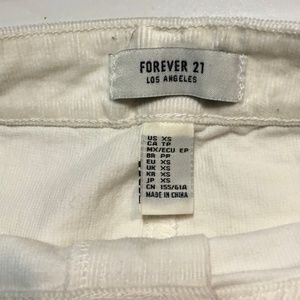 FOREVER 21
LOS ANGELES
US XS
CA TP
MX/ECU EP
BR PP
EU XS
UK XS
KR XS
JP XS
CN 155/61A
MADE IN CHINA